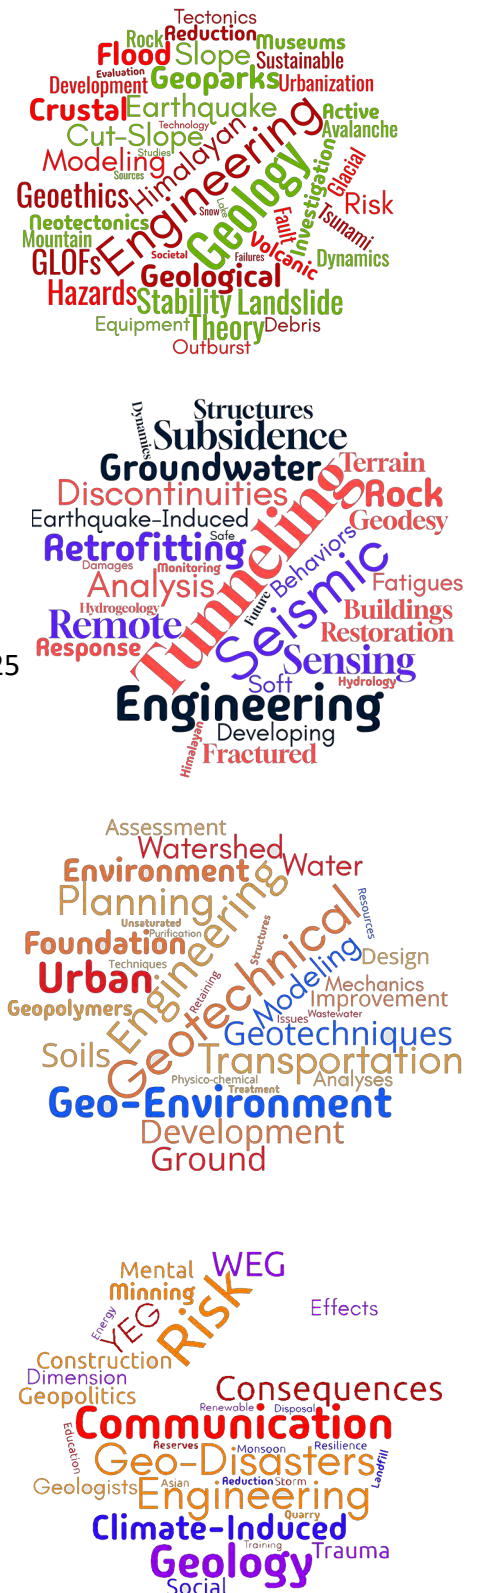 Tectonics
Rock Reduction Museums
Flood Slope Sustainable
Evaluation
Development Geoparks Urbanization
Crustal Earthquake Active
Technology
Cut-Slope Avalanche
Studies
Modeling Himalayan Engineering
Sources
Glacial
Geoethics Investigation
Lake
Snow
Risk
Neotectonics Geology Fault Tsunami
Mountain
Societal Failures Volcanic
GLOFs Dynamics
Geological
Hazards Stability Landslide
Equipment Theory Debris
Outburst
Dynamics Structures
Subsidence
Groundwater Terrain
Discontinuities Tunneling Rock
Earthquake-Induced Geodesy
Safe
Retrofitting Behaviors
Damages Monitoring
Analysis Seismic Fatigues
Hydrogeology Future
Remote Buildings
Restoration
Response
25
Sensing
Soft Hydrology
Engineering
Developing
Himalayan Fractured
Assessment
Watershed
Environment Water
Planning Engineering
Resources
Unsaturated
Purification
Foundation Structures Geotechnical
Techniques Design
Urban Retaining Modeling
Mechanics
Improvement
Geopolymers
Issues Wastewater
Geotechniques
Soils Transportation
Physico-chemical Analyses
Treatment
Geo-Environment
Development
Ground
WEG
Mental
Minning Risk
Energy YEG Effects
Construction
Dimension
Geopolitics Consequences
Renewable Disposal
Communication
Education Reserves Monsoon Resilience
Geo-Disasters Landfill
Asian Reduction Storm
Geologists Engineering
Quarry
Climate-Induced
Training
Geology Trauma
Social